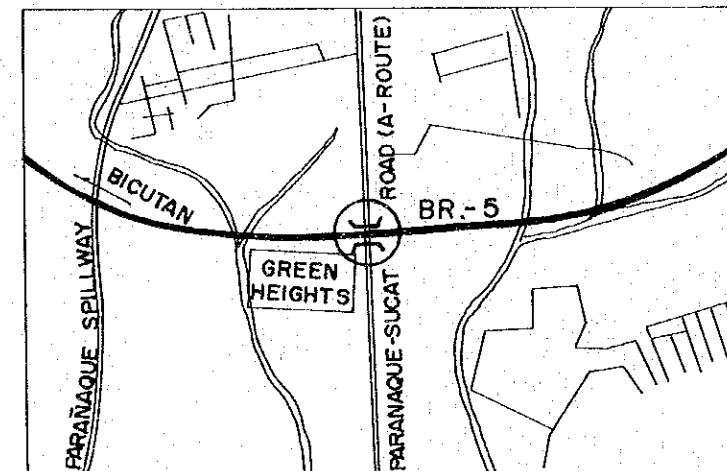 PARAÑAQUE SPILLWAY
BICUTAN
GREEN
HEIGHTS
PARANAQUE-SUCAT ROAD (A-ROUTE)
BR.-5